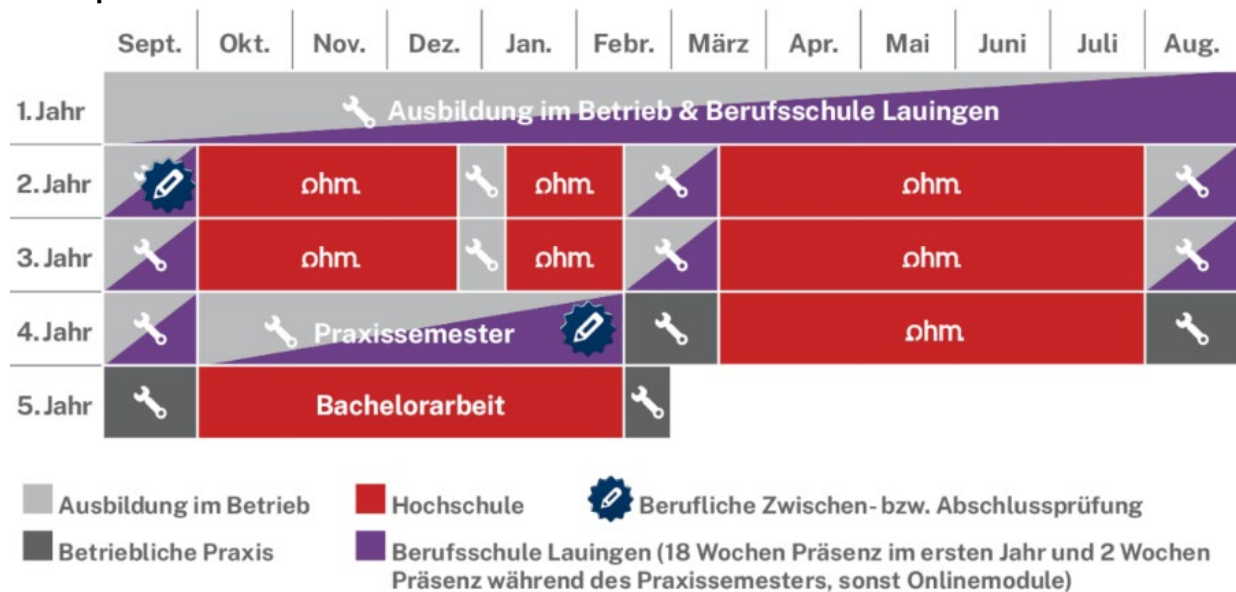 Sept. Okt. Nov. Dez. Jan. Febr. März Apr. Mai Juni Juli Aug.
1. Jahr Ausbildung im Betrieb & Berufsschule Lauingen
2. Jahr ohm ohm ohm
3. Jahr ohm ohm ohm
4. Jahr Praxissemester ohm
5. Jahr Bachelorarbeit
Ausbildung im Betrieb Hochschule Berufliche Zwischen- bzw. Abschlussprüfung
Betriebliche Praxis Berufsschule Lauingen (18 Wochen Präsenz im ersten Jahr und 2 Wochen
Präsenz während des Praxissemesters, sonst Onlinemodule)